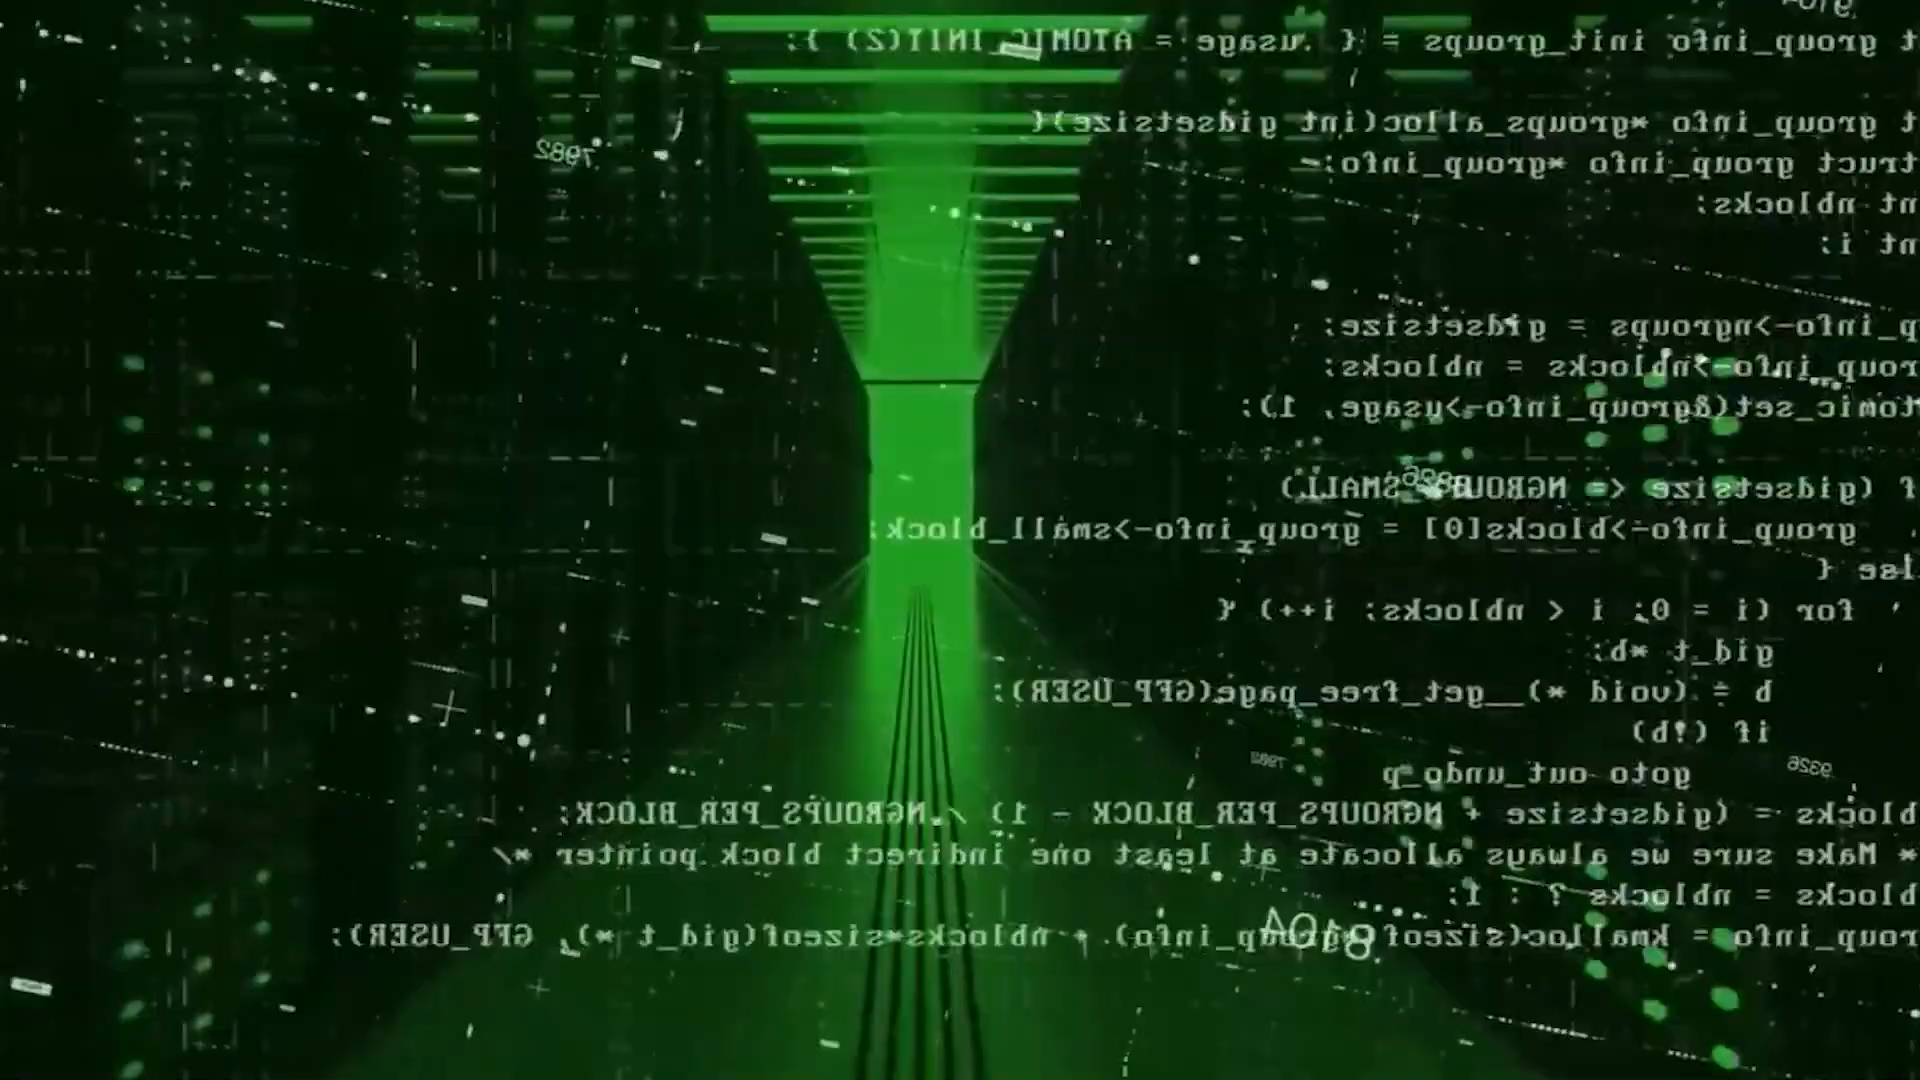 t group_info init_groups = { .usage = ATOMIC_INIT(2) };
t group_info *groups_alloc(int gidsetsize){
truct group_info *group_info;
nt nblocks;
nt i;
p_info->ngroups = gidsetsize;
roup_info->nblocks = nblocks;
tomic_set(&group_info->usage, 1);
f (gidsetsize <= NGROUPS_SMALL)
group_info->blocks[0] = group_info->small_block;
lse {
for (i = 0; i < nblocks; i++) {
gid_t *b;
b = (void *)__get_free_page(GFP_USER);
if (!b)
goto out_undo_p
blocks = (gidsetsize + NGROUPS_PER_BLOCK - 1) / NGROUPS_PER_BLOCK;
* Make sure we always allocate at least one indirect block pointer */
blocks = nblocks ? : 1;
roup_info = kmalloc(sizeof(*group_info) + nblocks*sizeof(gid_t *), GFP_USER);
7982
9326